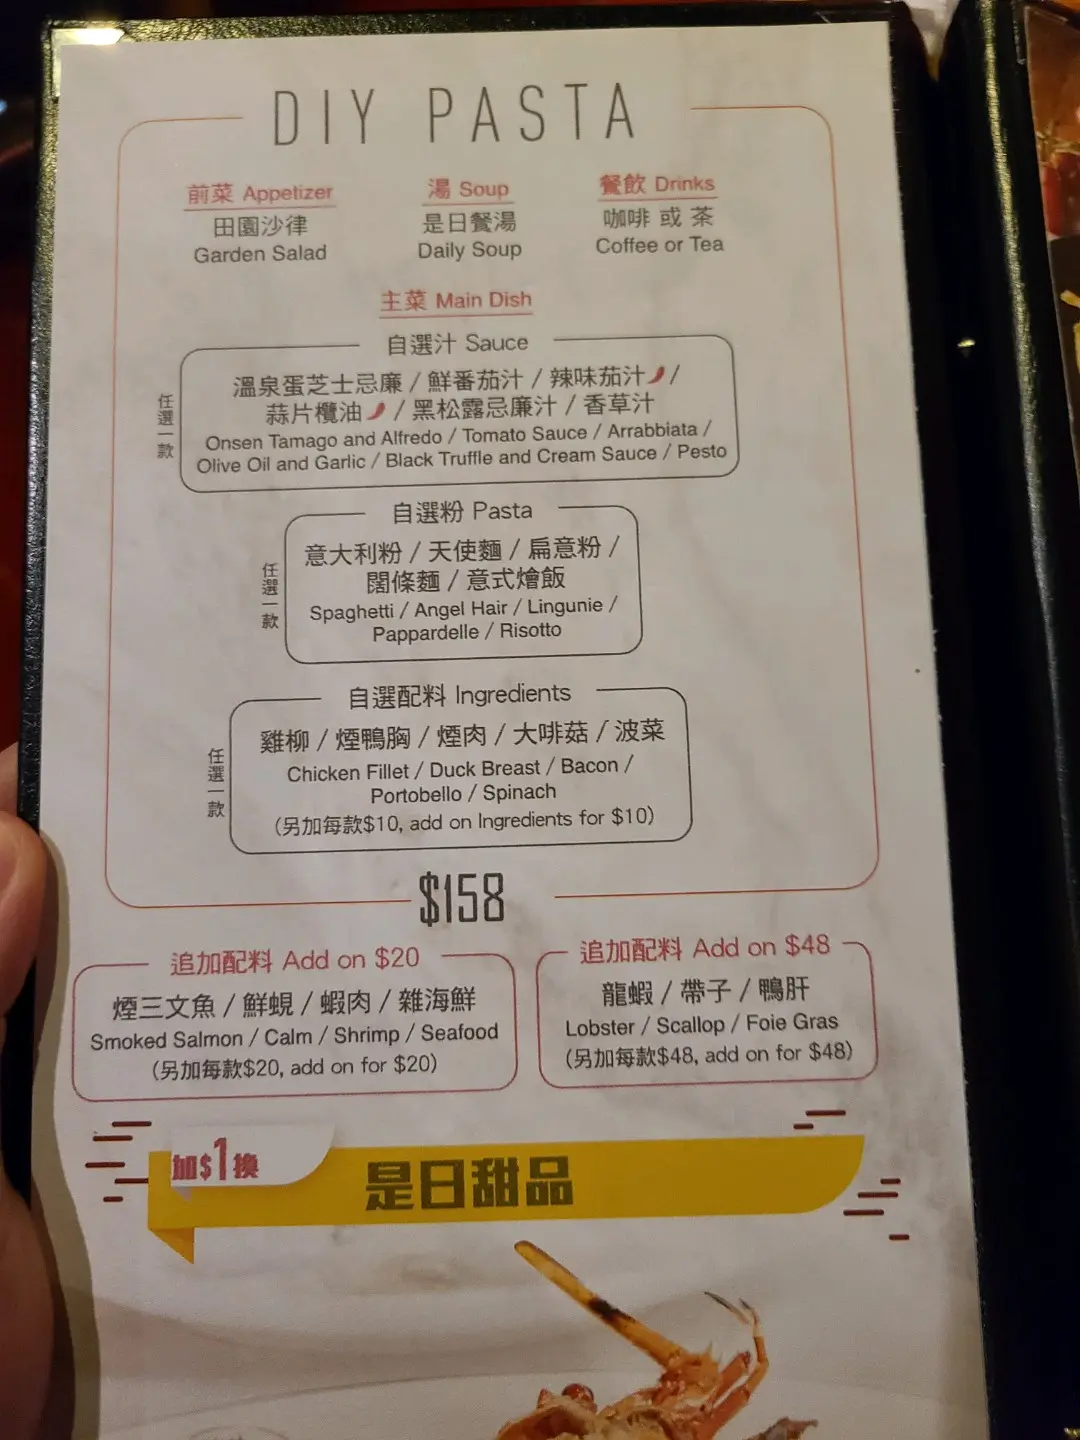 DIY PASTA
前菜 Appetizer
田園沙律
Garden Salad
湯 Soup
是日餐湯
Daily Soup
餐飲 Drinks
咖啡 或 茶
Coffee or Tea
主菜 Main Dish
自選汁 Sauce
任選一款
溫泉蛋芝士忌廉 / 鮮番茄汁 / 辣味茄汁 /
蒜片欖油 / 黑松露忌廉汁 / 香草汁
Onsen Tamago and Alfredo / Tomato Sauce / Arrabbiata /
Olive Oil and Garlic / Black Truffle and Cream Sauce / Pesto
自選粉 Pasta
任選一款
意大利粉 / 天使麵 / 扁意粉 /
闊條麵 / 意式燴飯
Spaghetti / Angel Hair / Lingunie /
Pappardelle / Risotto
自選配料 Ingredients
任選一款
雞柳 / 煙鴨胸 / 煙肉 / 大啡菇 / 波菜
Chicken Fillet / Duck Breast / Bacon /
Portobello / Spinach
(另加每款$10, add on Ingredients for $10)
$158
追加配料 Add on $20
煙三文魚 / 鮮蜆 / 蝦肉 / 雜海鮮
Smoked Salmon / Calm / Shrimp / Seafood
(另加每款$20, add on for $20)
追加配料 Add on $48
龍蝦 / 帶子 / 鴨肝
Lobster / Scallop / Foie Gras
(另加每款$48, add on for $48)
加$1換
是日甜品